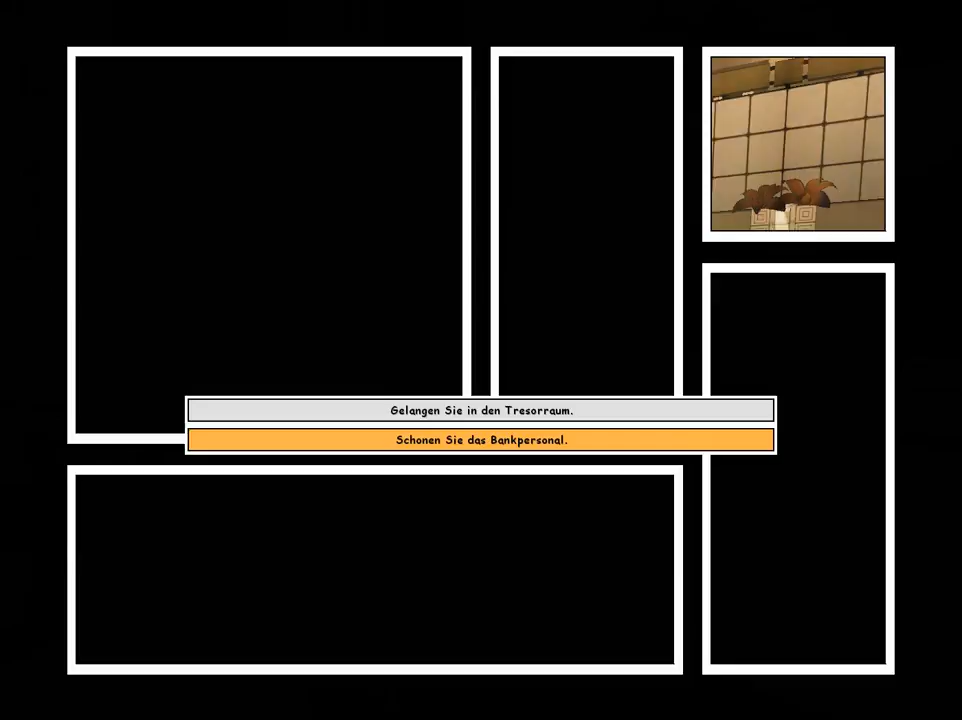 Gelangen Sie in den Tresorraum.
Schonen Sie das Bankpersonal.